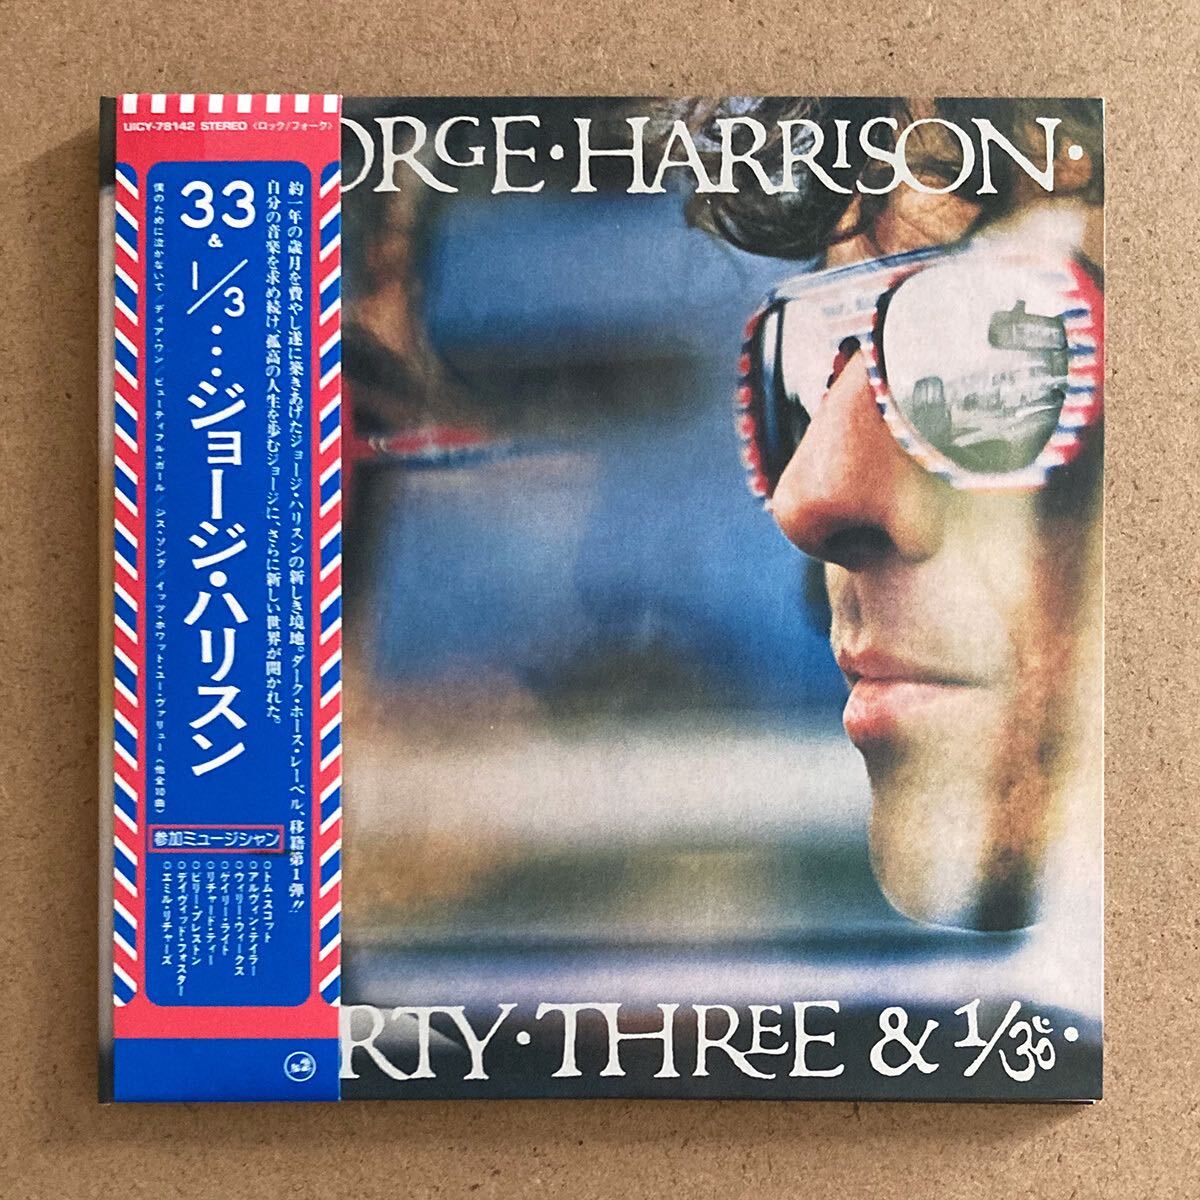 UICY-78142 STEREO 〈ロック/フォーク〉
ORGE·HARRISON·
33 & 1/3…ジョージ・ハリスン
約一年の歳月を費やし遂に築きあげたジョージ・ハリスンの新しき境地。ダーク・ホース・レーベル、移籍第1弾!!
自分の音楽を求め続け、孤高の人生を歩むジョージに、さらに新しい世界が開かれた。
僕のために泣かないで/ディア・ワン/ビューティフル・ガール/ジス・ソング/イッツ・ホワット・ユー・ヴァリュー(他全10曲)
参加ミュージシャン
○トム・スコット
○アルヴィン・テイラー
○ウィリー・ウィークス
○ゲイリー・ライト
○リチャード・ティー
○ビリー・プレストン
○デイヴィッド・フォスター
○エミル・リチャーズ
RTY·THREE & 1/3·